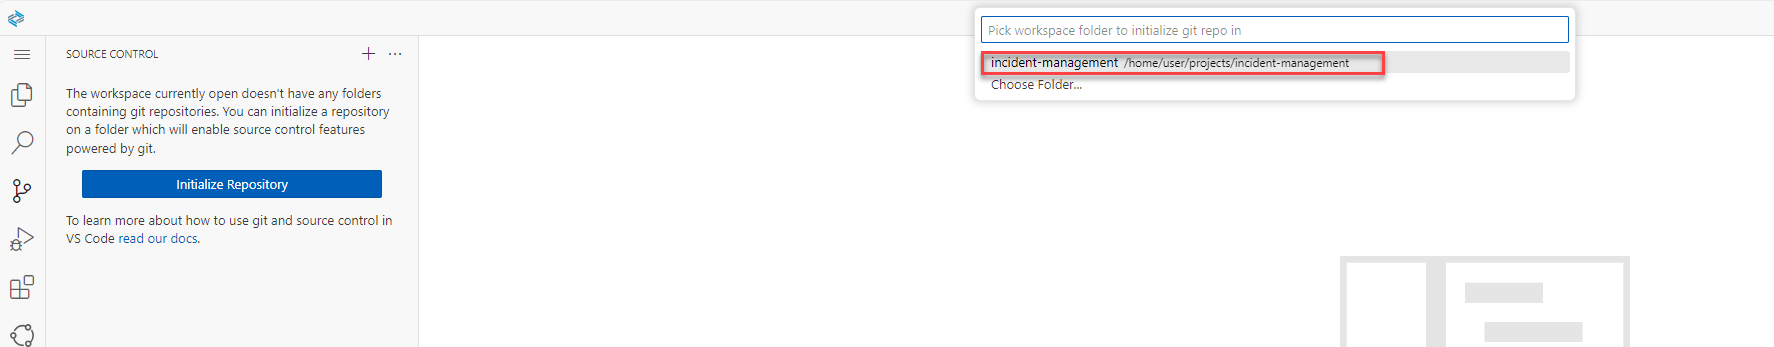 Pick workspace folder to initialize git repo in
incident-management /home/user/projects/incident-management
Choose Folder...
SOURCE CONTROL
The workspace currently open doesn't have any folders
containing git repositories. You can initialize a repository
on a folder which will enable source control features
powered by git.
Initialize Repository
To learn more about how to use git and source control in
VS Code read our docs.